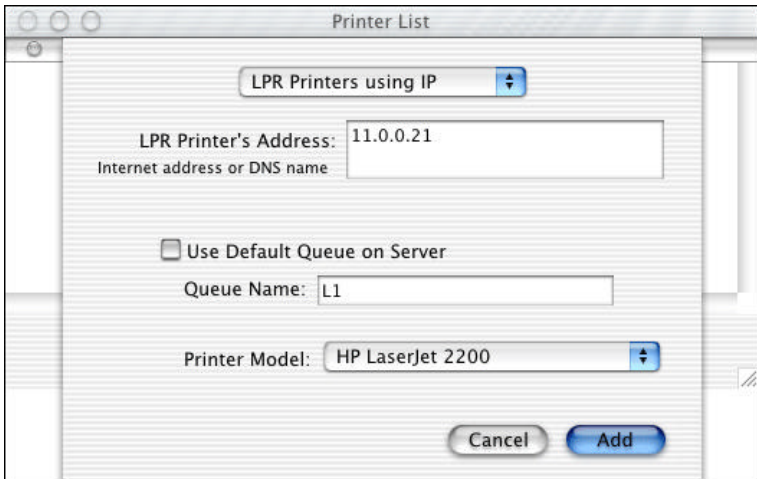 Printer List
LPR Printers using IP
LPR Printer's Address: 11.0.0.21
Internet address or DNS name
Use Default Queue on Server
Queue Name: L1
Printer Model: HP LaserJet 2200
Cancel Add